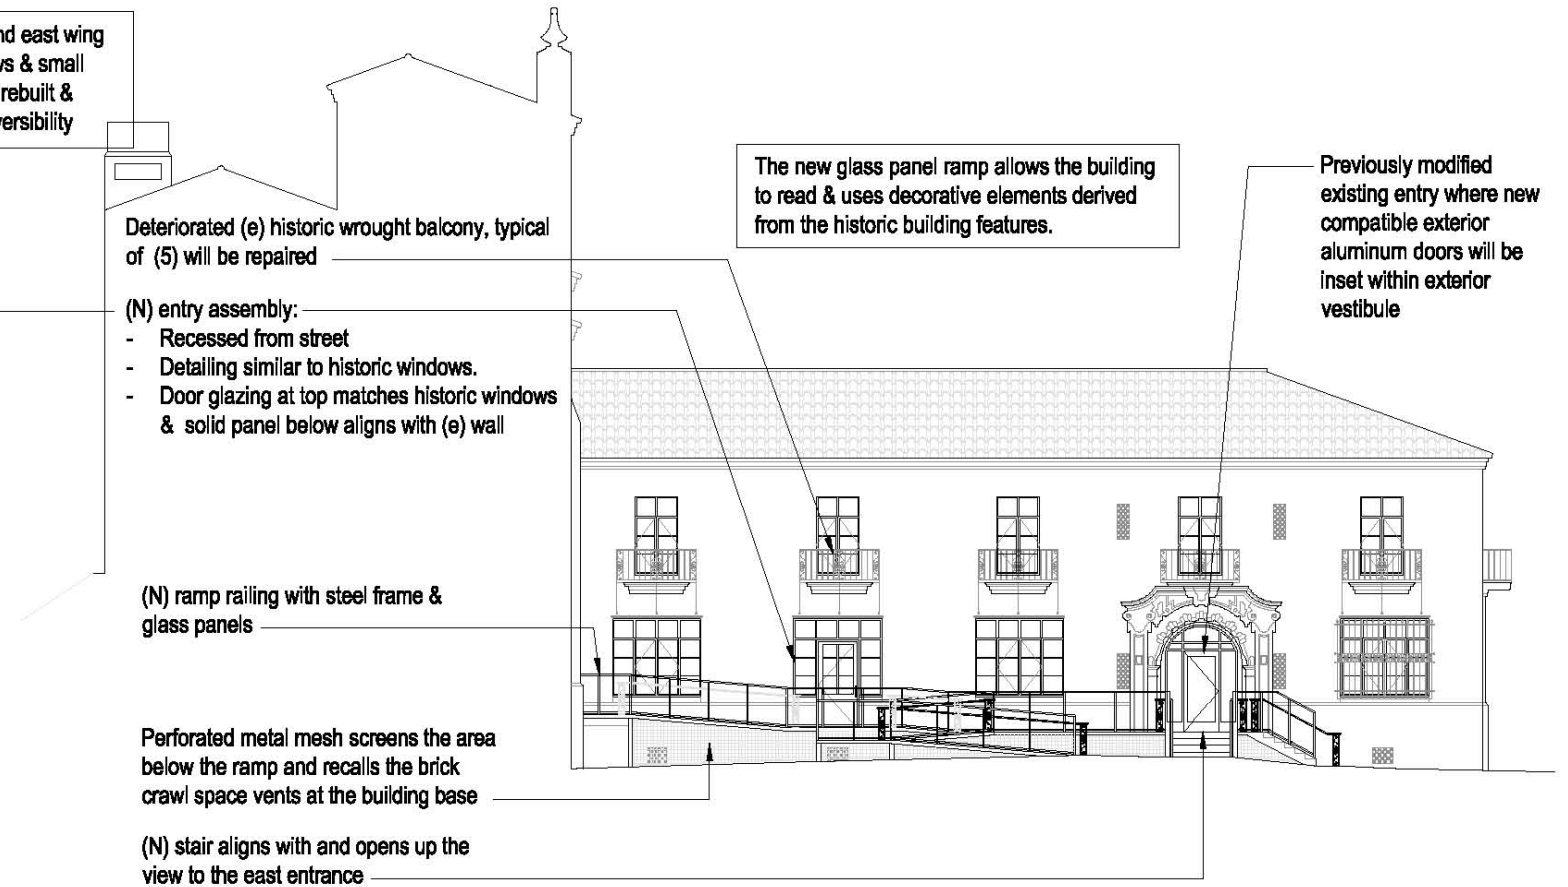 nd east wing
& small
rebuilt &
versibility
The new glass panel ramp allows the building
to read & uses decorative elements derived
from the historic building features.
Previously modified
existing entry where new
compatible exterior
aluminum doors will be
inset within exterior
vestibule
Deteriorated (e) historic wrought balcony, typical
of (5) will be repaired
(N) entry assembly:
- Recessed from street
- Detailing similar to historic windows.
- Door glazing at top matches historic windows
& solid panel below aligns with (e) wall
(N) ramp railing with steel frame &
glass panels
Perforated metal mesh screens the area
below the ramp and recalls the brick
crawl space vents at the building base
(N) stair aligns with and opens up the
view to the east entrance